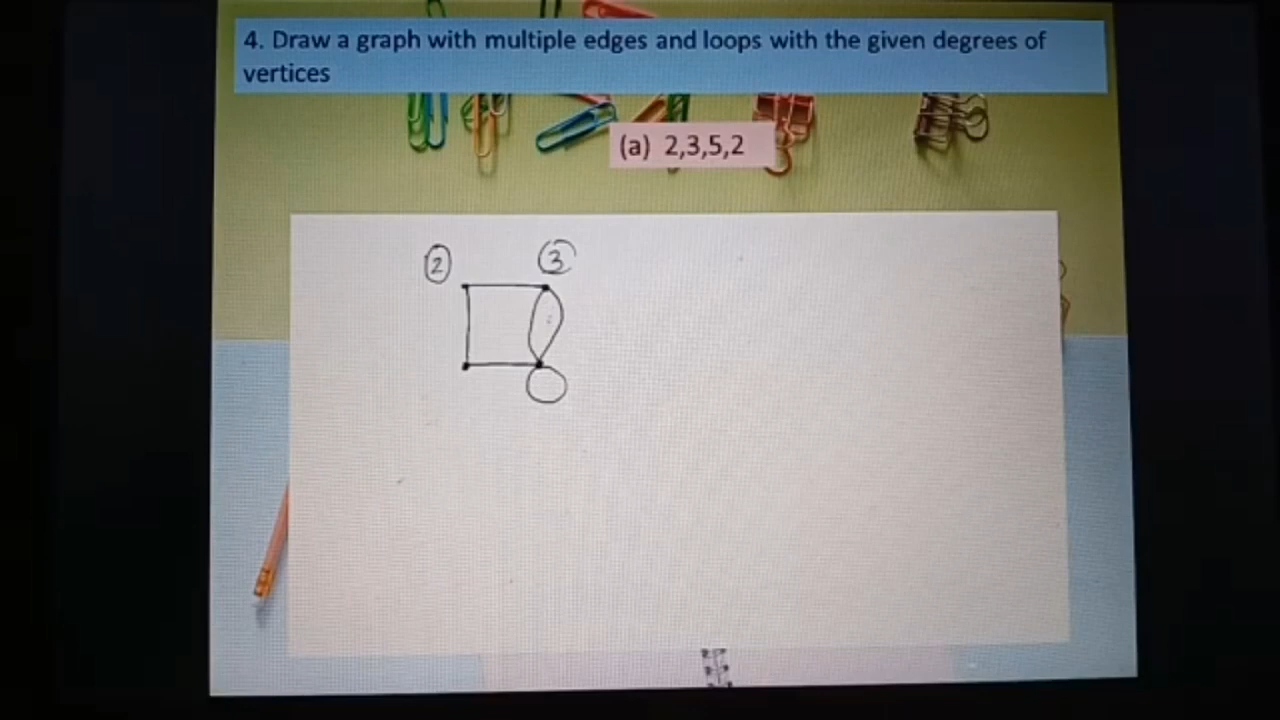 4. Draw a graph with multiple edges and loops with the given degrees of
vertices
(a) 2,3,5,2
2 3